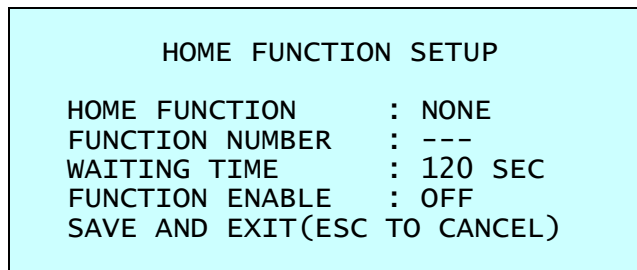 HOME FUNCTION SETUP
HOME FUNCTION : NONE
FUNCTION NUMBER : ---
WAITING TIME : 120 SEC
FUNCTION ENABLE : OFF
SAVE AND EXIT(ESC TO CANCEL)